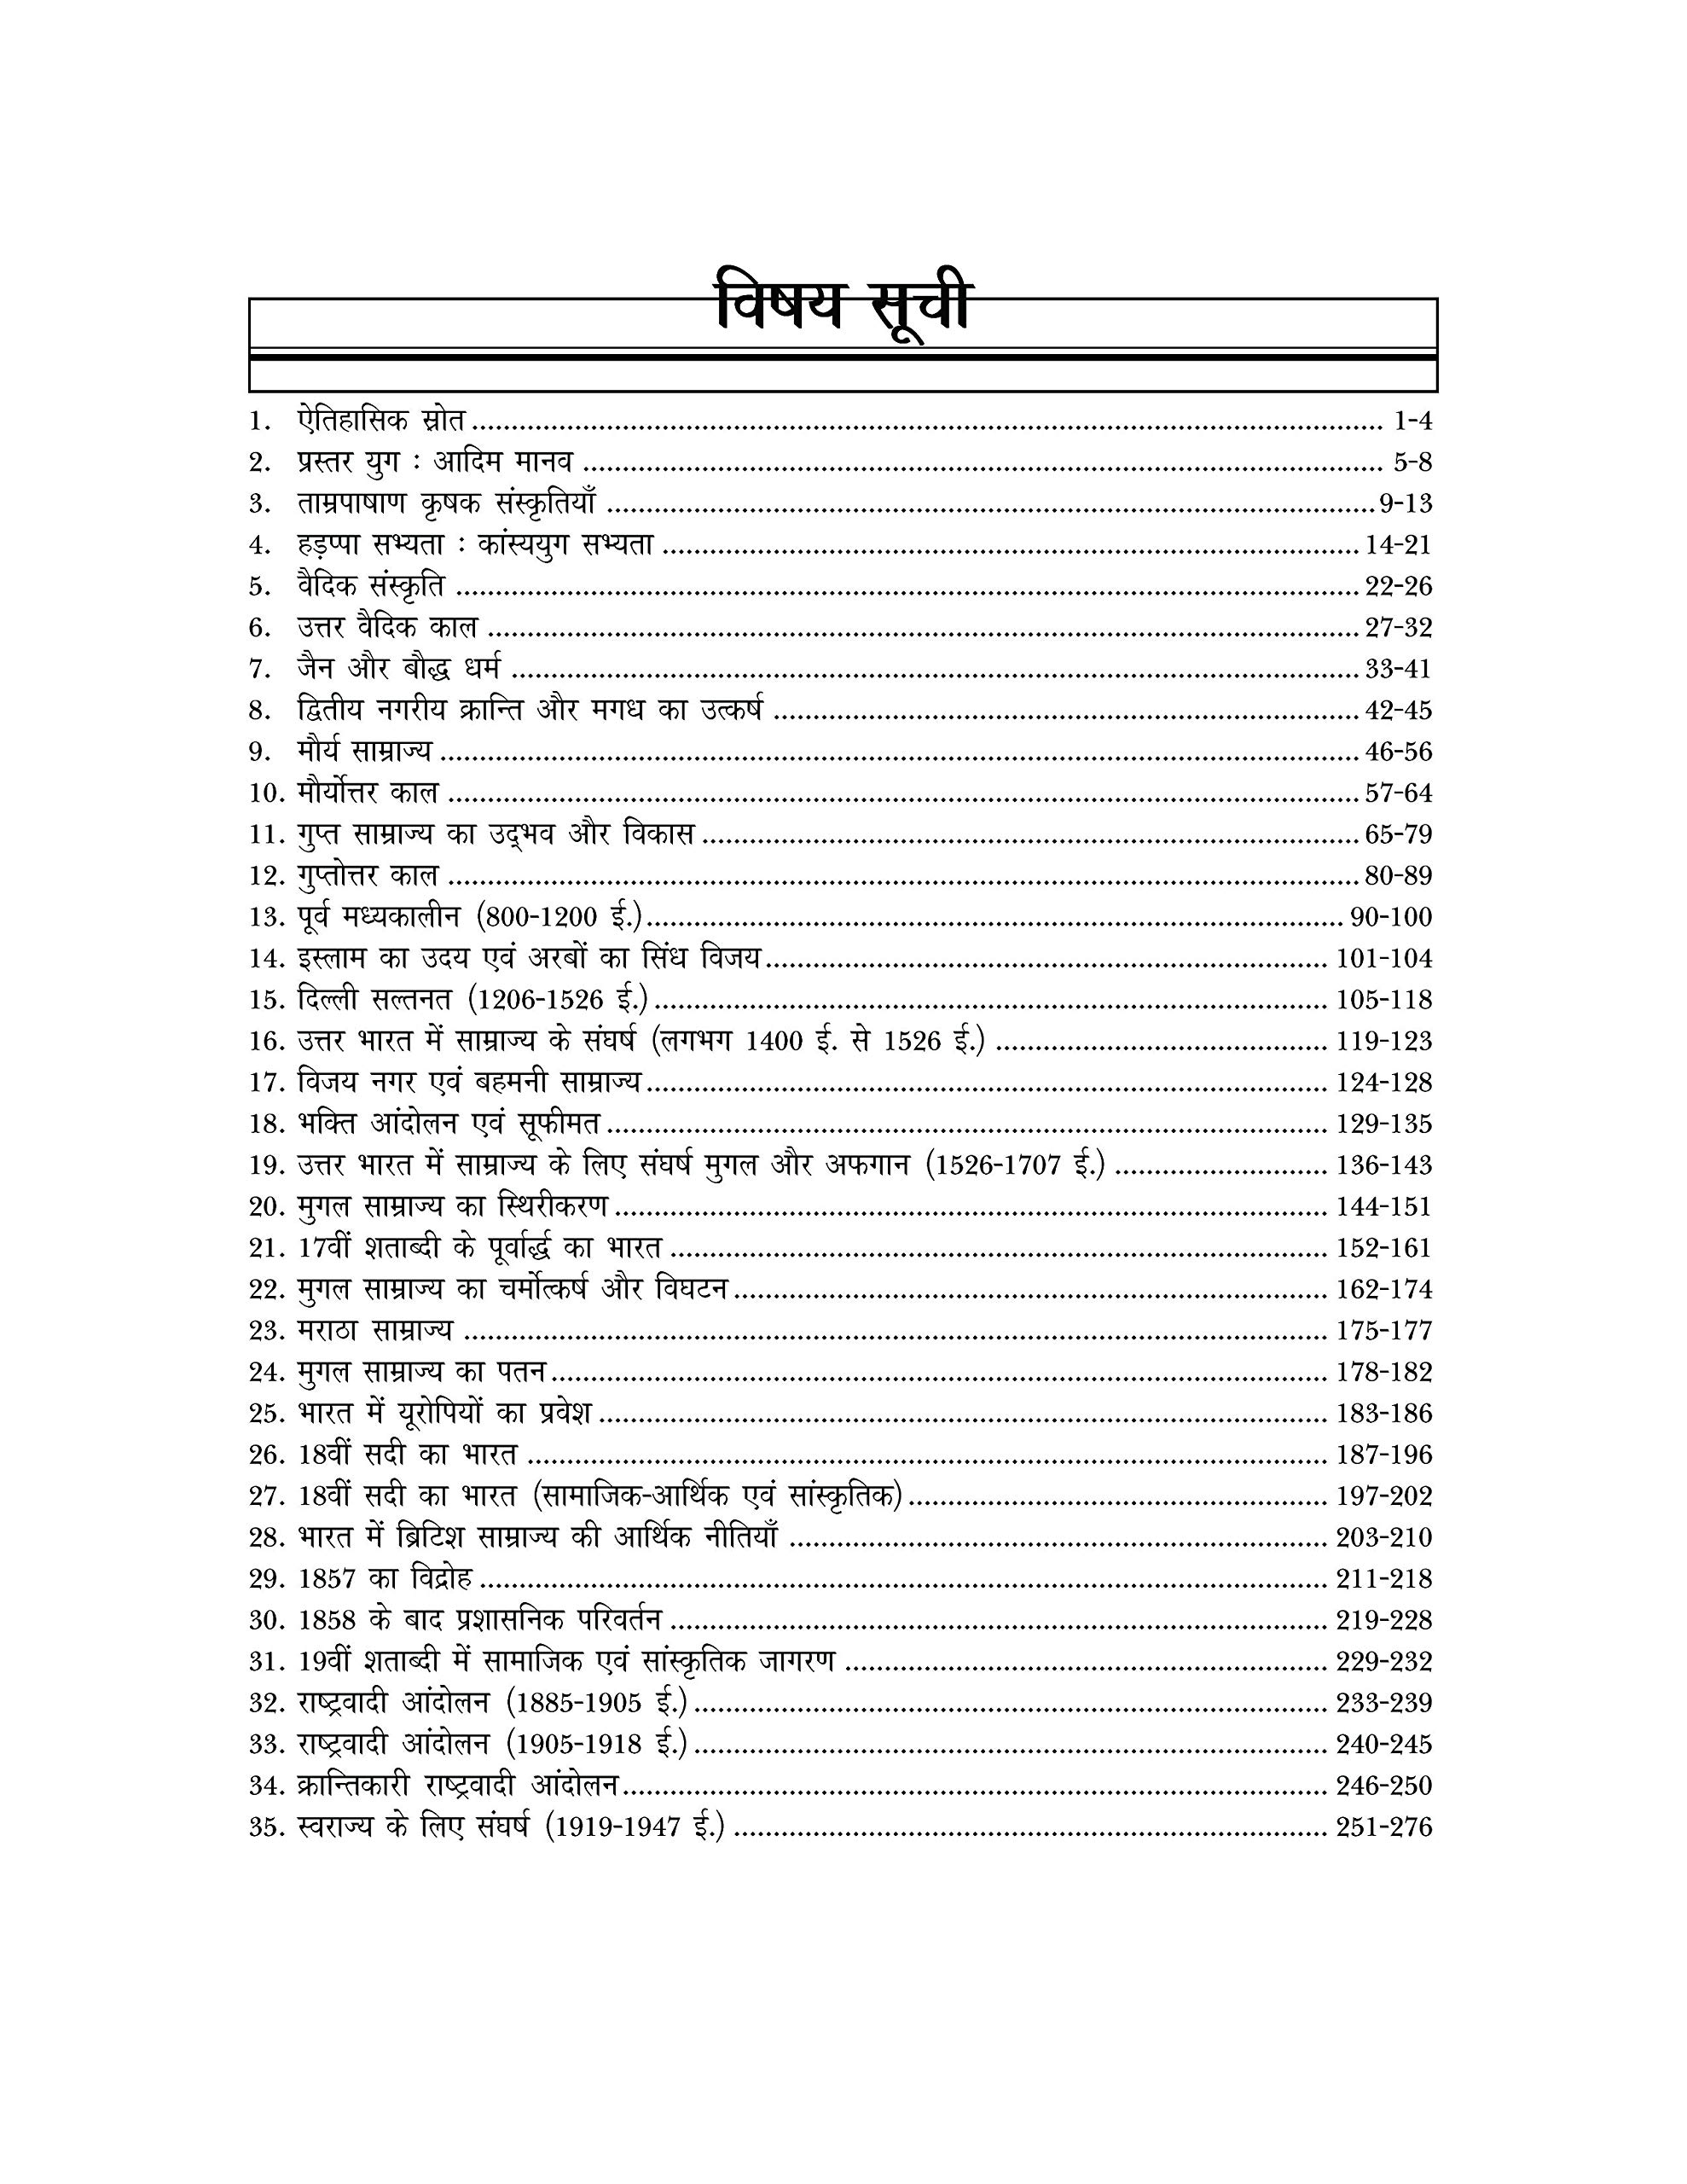 विषय सूची
1. ऐतिहासिक स्रोत ........ 1-4
2. प्रस्तर युग : आदिम मानव ........ 5-8
3. ताम्रपाषाण कृषक संस्कृतियाँ ........ 9-13
4. हड़प्पा सभ्यता : कांस्ययुग सभ्यता ........ 14-21
5. वैदिक संस्कृति ........ 22-26
6. उत्तर वैदिक काल ........ 27-32
7. जैन और बौद्ध धर्म ........ 33-41
8. द्वितीय नगरीय क्रान्ति और मगध का उत्कर्ष ........ 42-45
9. मौर्य साम्राज्य ........ 46-56
10. मौर्योत्तर काल ........ 57-64
11. गुप्त साम्राज्य का उद्‌भव और विकास ........ 65-79
12. गुप्तोत्तर काल ........ 80-89
13. पूर्व मध्यकालीन (800-1200 ई.) ........ 90-100
14. इस्लाम का उदय एवं अरबों का सिंध विजय ........ 101-104
15. दिल्ली सल्तनत (1206-1526 ई.) ........ 105-118
16. उत्तर भारत में साम्राज्य के संघर्ष (लगभग 1400 ई. से 1526 ई.) ........ 119-123
17. विजय नगर एवं बहमनी साम्राज्य ........ 124-128
18. भक्ति आंदोलन एवं सूफीमत ........ 129-135
19. उत्तर भारत में साम्राज्य के लिए संघर्ष मुगल और अफगान (1526-1707 ई.) ........ 136-143
20. मुगल साम्राज्य का स्थिरीकरण ........ 144-151
21. 17वीं शताब्दी के पूर्वार्द्ध का भारत ........ 152-161
22. मुगल साम्राज्य का चर्मोत्कर्ष और विघटन ........ 162-174
23. मराठा साम्राज्य ........ 175-177
24. मुगल साम्राज्य का पतन ........ 178-182
25. भारत में यूरोपियों का प्रवेश ........ 183-186
26. 18वीं सदी का भारत ........ 187-196
27. 18वीं सदी का भारत (सामाजिक-आर्थिक एवं सांस्कृतिक) ........ 197-202
28. भारत में ब्रिटिश साम्राज्य की आर्थिक नीतियाँ ........ 203-210
29. 1857 का विद्रोह ........ 211-218
30. 1858 के बाद प्रशासनिक परिवर्तन ........ 219-228
31. 19वीं शताब्दी में सामाजिक एवं सांस्कृतिक जागरण ........ 229-232
32. राष्ट्रवादी आंदोलन (1885-1905 ई.) ........ 233-239
33. राष्ट्रवादी आंदोलन (1905-1918 ई.) ........ 240-245
34. क्रान्तिकारी राष्ट्रवादी आंदोलन ........ 246-250
35. स्वराज्य के लिए संघर्ष (1919-1947 ई.) ........ 251-276